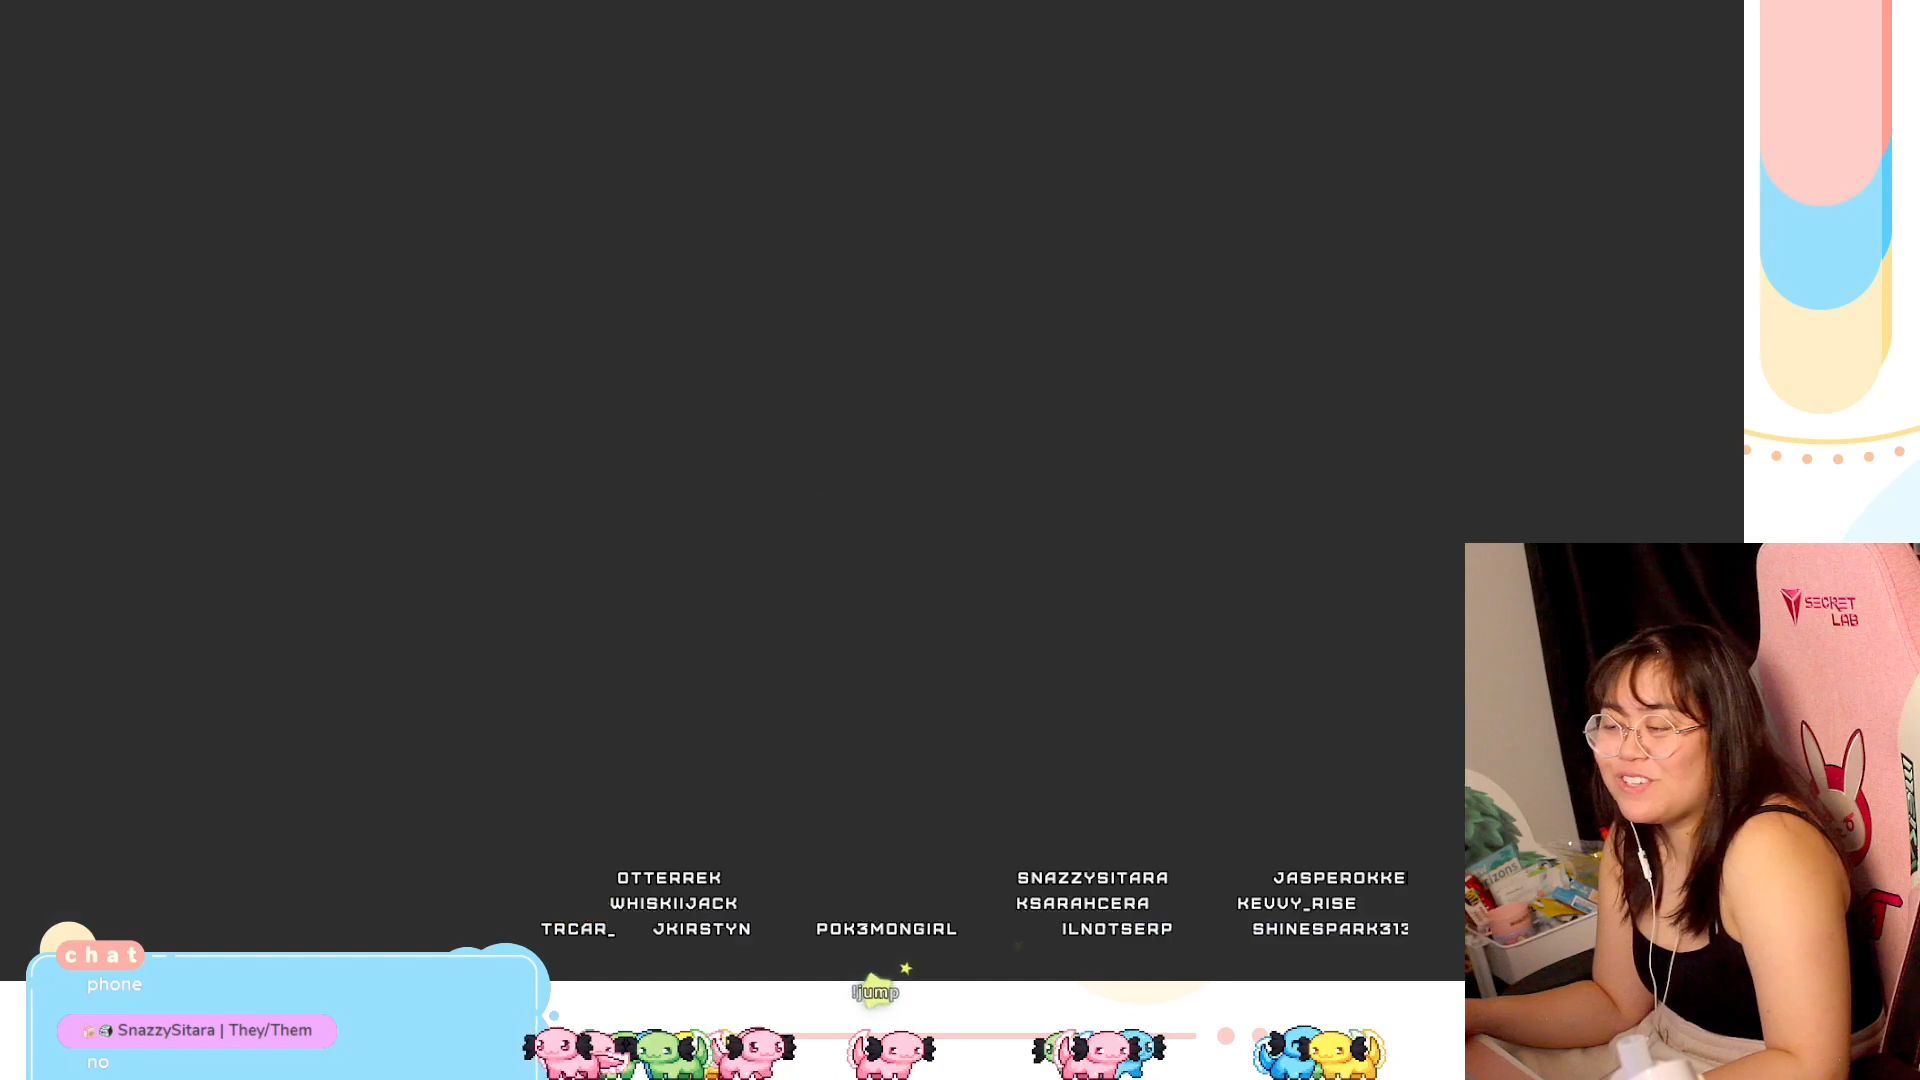 SECRET
LAB
OTTERREK
SNAZZYSITARA
JASPEROKKE
WHISKIIJACK
KSARAHCERA
KEVVY_RISE
TRCAR_
JKIRSTYN
POK3MONGIRL
ILNOTSERP
SHINESPARK313
chat
phone
!jump
SnazzySitara | They/Them
no